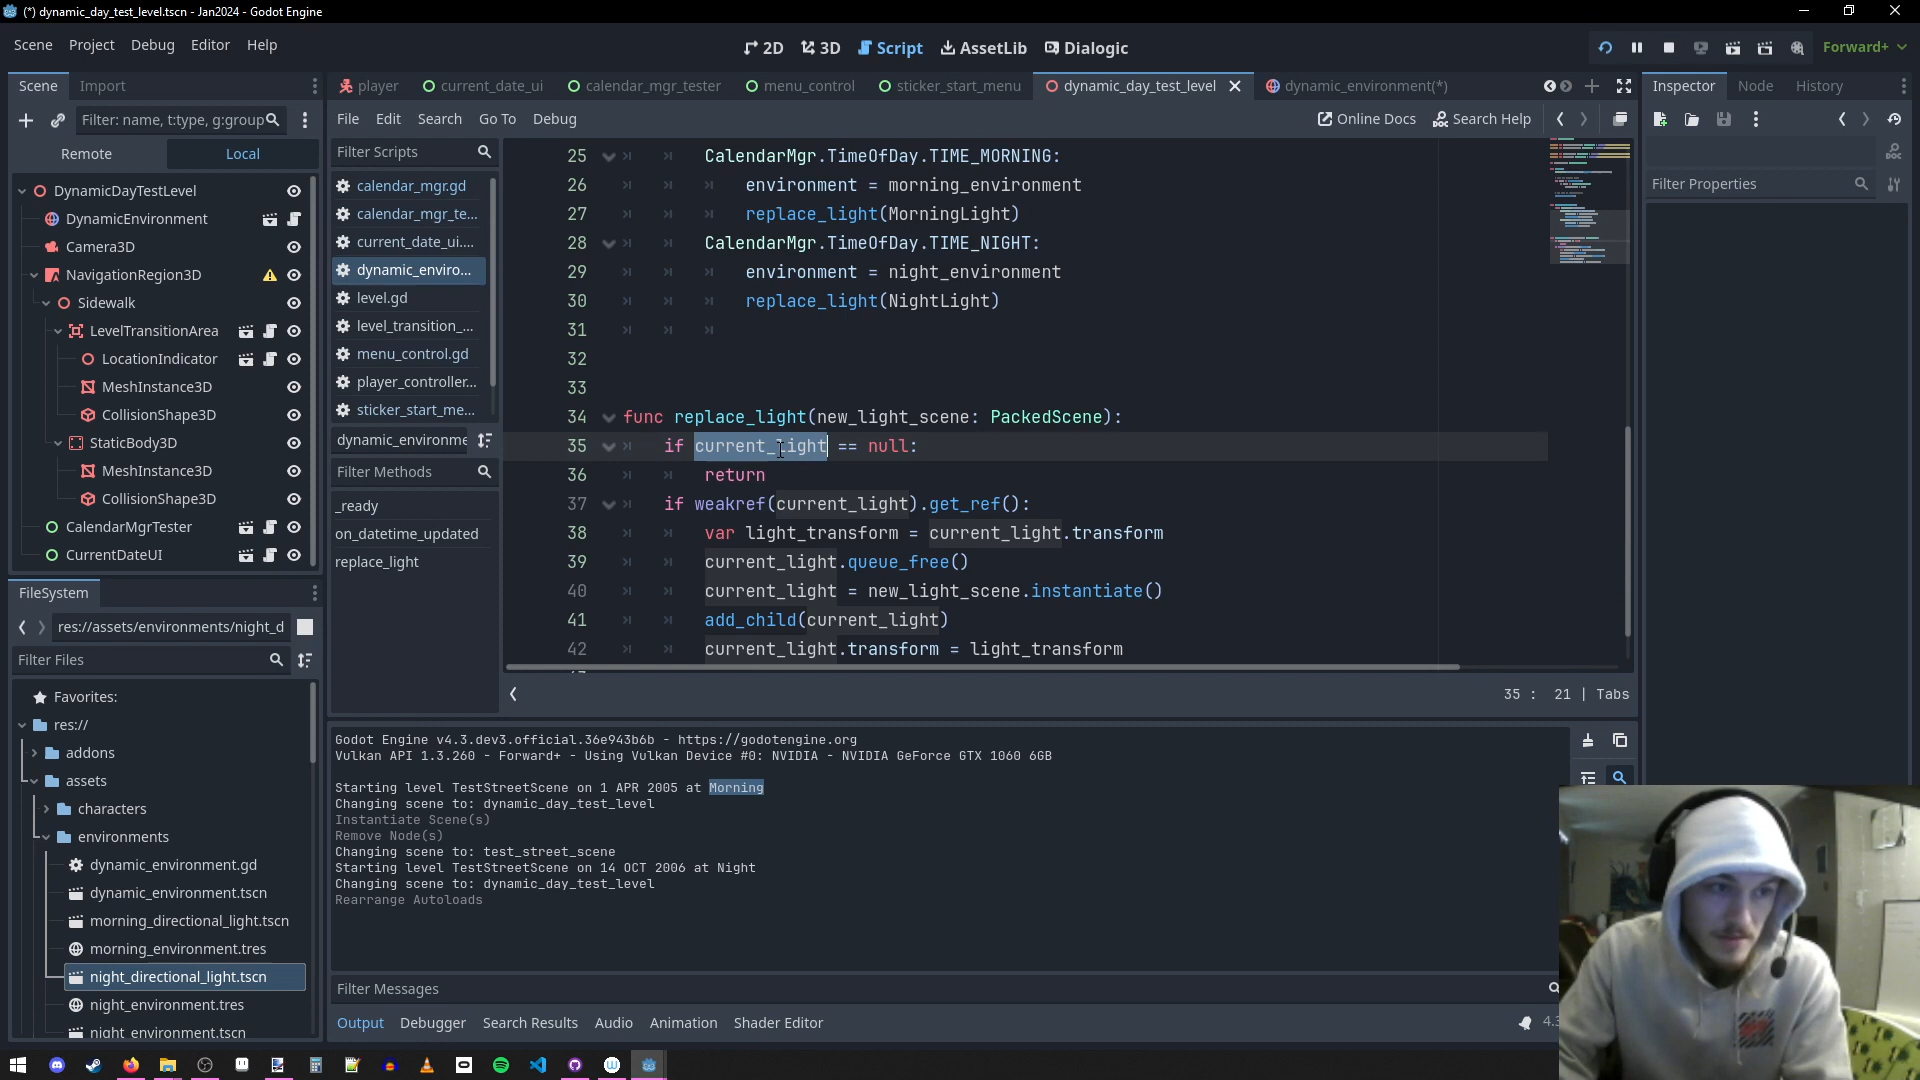 (*) dynamic_day_test_level.tscn - Jan2024 - Godot Engine
Scene Project Debug Editor Help
2D 3D Script AssetLib Dialogic
Forward+
Scene Import
player current_date_ui calendar_mgr_tester menu_control sticker_start_menu dynamic_day_test_level dynamic_environment(*)
Inspector Node History
Filter: name, t:type, g:group
File Edit Search Go To Debug
Online Docs Search Help
Remote Local
Filter Scripts
Filter Properties
DynamicDayTestLevel
DynamicEnvironment
Camera3D
NavigationRegion3D
Sidewalk
LevelTransitionArea
LocationIndicator
MeshInstance3D
CollisionShape3D
StaticBody3D
MeshInstance3D
CollisionShape3D
CalendarMgrTester
CurrentDateUI
calendar_mgr.gd
calendar_mgr_te...
current_date_ui....
dynamic_enviro...
level.gd
level_transition_...
menu_control.gd
player_controller...
sticker_start_me...
dynamic_environme
Filter Methods
_ready
on_datetime_updated
replace_light
25 CalendarMgr.TimeOfDay.TIME_MORNING:
26 environment = morning_environment
27 replace_light(MorningLight)
28 CalendarMgr.TimeOfDay.TIME_NIGHT:
29 environment = night_environment
30 replace_light(NightLight)
31
32
33
34 func replace_light(new_light_scene: PackedScene):
35 if current_light == null:
36 return
37 if weakref(current_light).get_ref():
38 var light_transform = current_light.transform
39 current_light.queue_free()
40 current_light = new_light_scene.instantiate()
41 add_child(current_light)
42 current_light.transform = light_transform
35 : 21 | Tabs
FileSystem
res://assets/environments/night_d
Filter Files
Favorites:
res://
addons
assets
characters
environments
dynamic_environment.gd
dynamic_environment.tscn
morning_directional_light.tscn
morning_environment.tres
night_directional_light.tscn
night_environment.tres
night_environment.tscn
Godot Engine v4.3.dev3.official.36e943b6b - https://godotengine.org
Vulkan API 1.3.260 - Forward+ - Using Vulkan Device #0: NVIDIA - NVIDIA GeForce GTX 1060 6GB
Starting level TestStreetScene on 1 APR 2005 at Morning
Changing scene to: dynamic_day_test_level
Instantiate Scene(s)
Remove Node(s)
Changing scene to: test_street_scene
Starting level TestStreetScene on 14 OCT 2006 at Night
Changing scene to: dynamic_day_test_level
Rearrange Autoloads
Filter Messages
Output Debugger Search Results Audio Animation Shader Editor